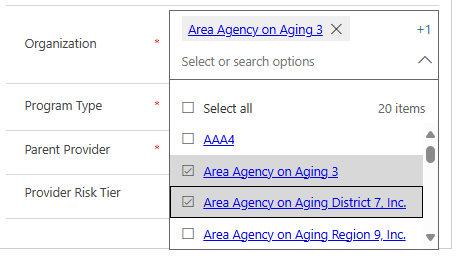 Area Agency on Aging 3 +1
Organization *
Select or search options
Select all 20 items
Program Type *
AAA4
Parent Provider *
Area Agency on Aging 3
Provider Risk Tier
Area Agency on Aging District 7, Inc.
Area Agency on Aging Region 9, Inc.